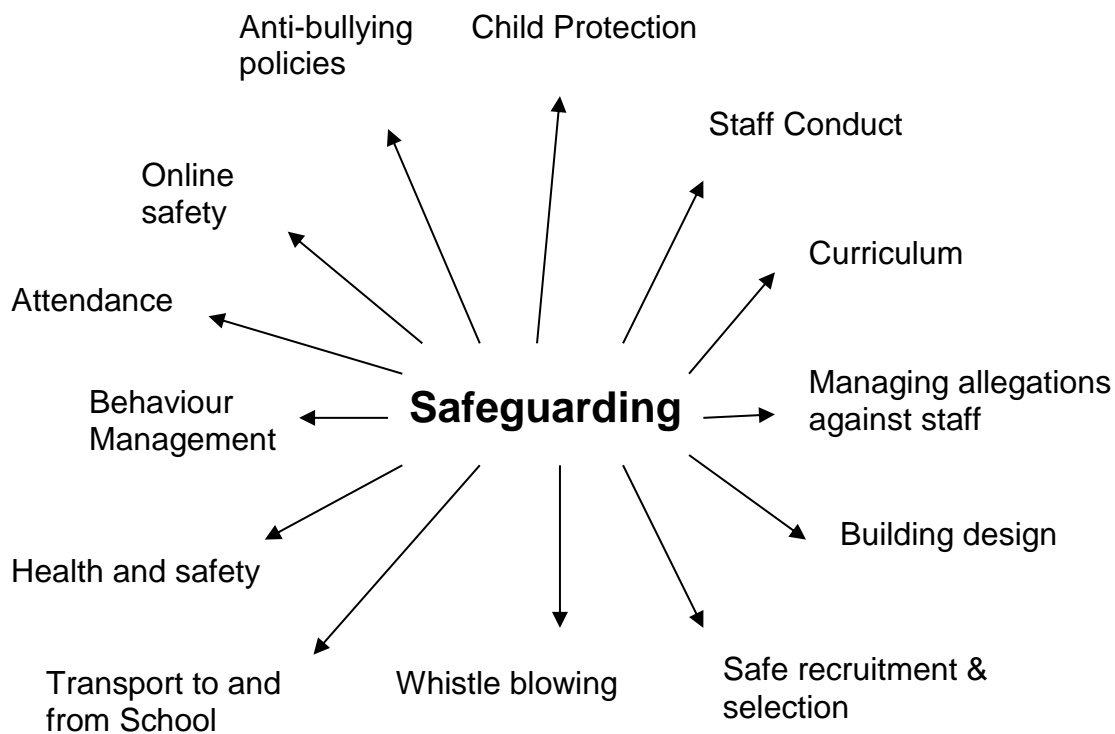 Anti-bullying
policies
Child Protection
Staff Conduct
Online
safety
Curriculum
Attendance
Managing allegations
against staff
Behaviour
Management
Safeguarding
Building design
Health and safety
Safe recruitment &
selection
Whistle blowing
Transport to and
from School